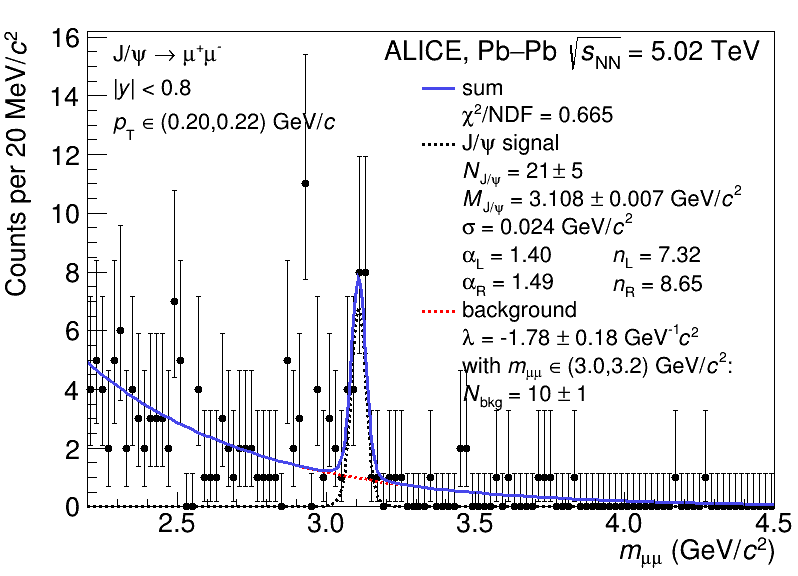 16
14
12
10
8
6
4
2
0
Counts per 20 MeV/c²
J/ψ → μ⁺μ⁻
|y| < 0.8
p_T ∈ (0.20,0.22) GeV/c
ALICE, Pb–Pb √s_NN = 5.02 TeV
sum
χ²/NDF = 0.665
J/ψ signal
N_J/ψ = 21 ± 5
M_J/ψ = 3.108 ± 0.007 GeV/c²
σ = 0.024 GeV/c²
α_L = 1.40 n_L = 7.32
α_R = 1.49 n_R = 8.65
background
λ = -1.78 ± 0.18 GeV⁻¹c²
with m_μμ ∈ (3.0,3.2) GeV/c²:
N_bkg = 10 ± 1
2.5 3.0 3.5 4.0 4.5
m_μμ (GeV/c²)